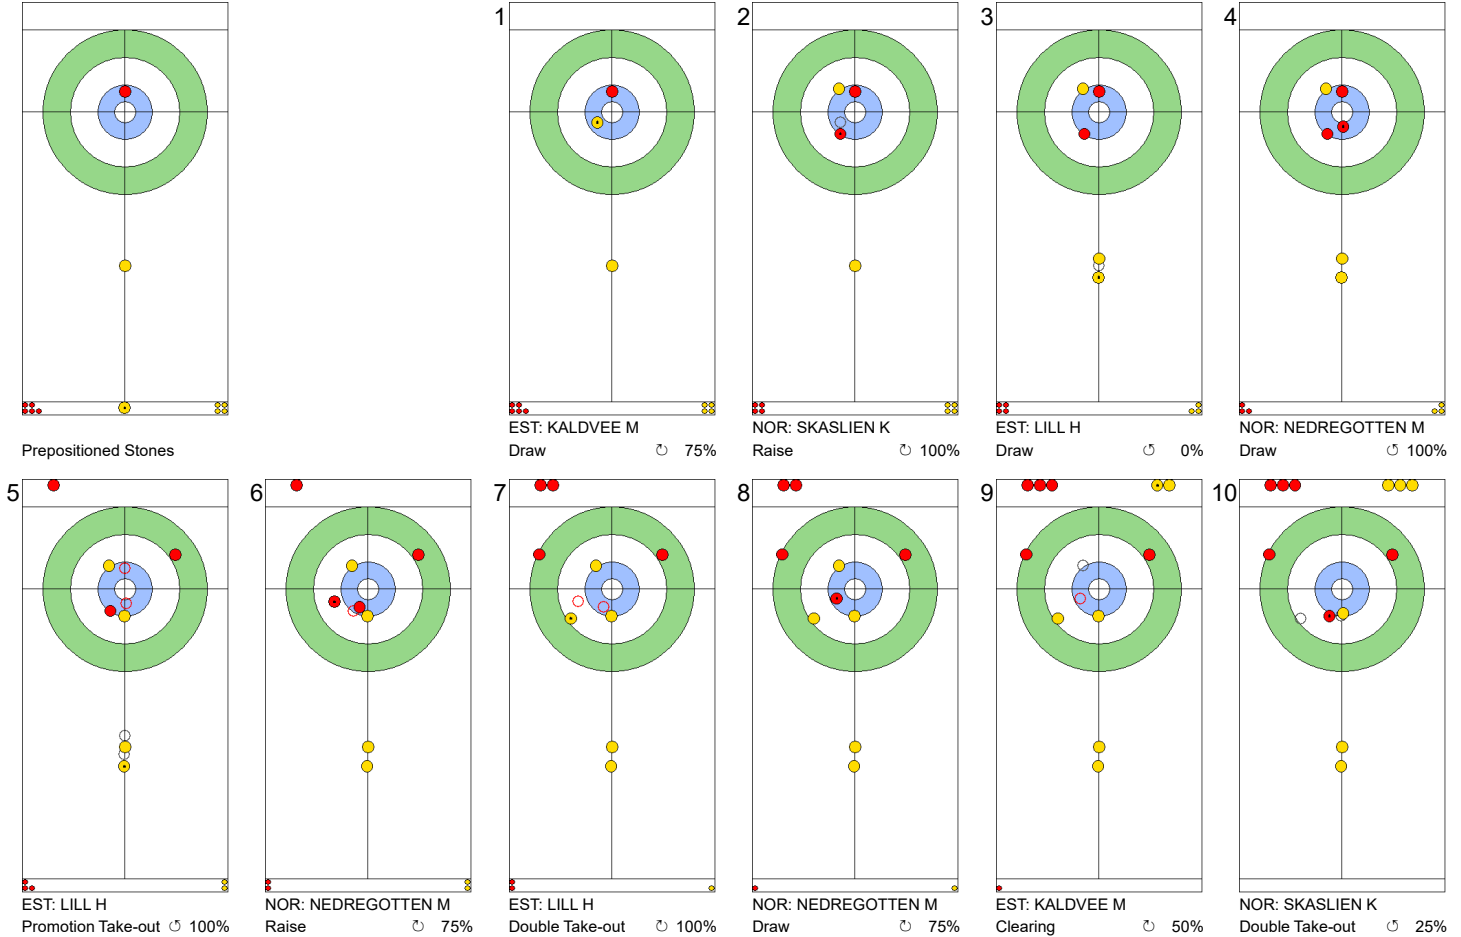 1
2
3
4
Prepositioned Stones
EST: KALDVEE M
Draw ↻ 75%
NOR: SKASLIEN K
Raise ↻ 100%
EST: LILL H
Draw ↺ 0%
NOR: NEDREGOTTEN M
Draw ↺ 100%
5
6
7
8
9
10
EST: LILL H
Promotion Take-out ↺ 100%
NOR: NEDREGOTTEN M
Raise ↻ 75%
EST: LILL H
Double Take-out ↻ 100%
NOR: NEDREGOTTEN M
Draw ↻ 75%
EST: KALDVEE M
Clearing ↻ 50%
NOR: SKASLIEN K
Double Take-out ↺ 25%